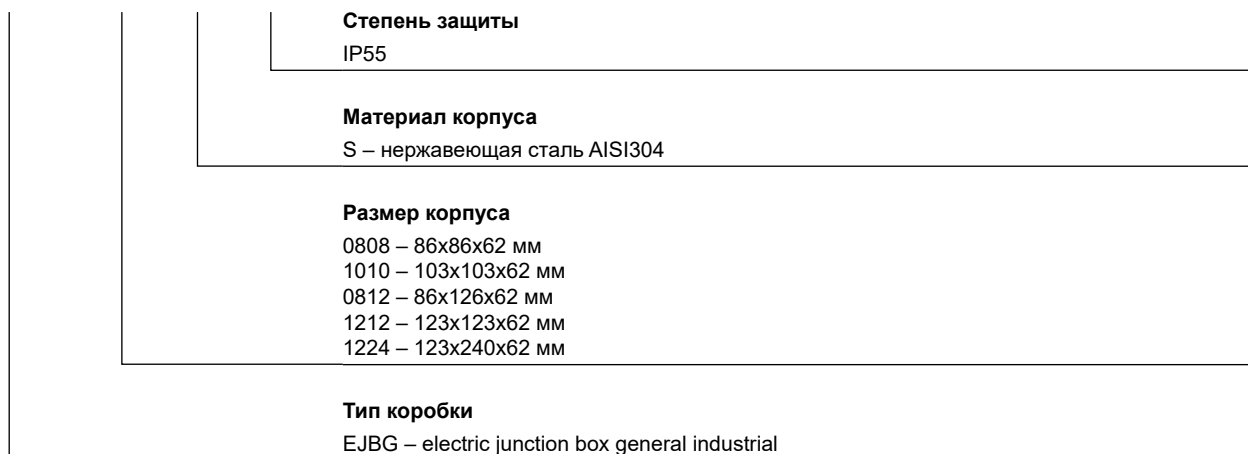 Степень защиты
IP55
Материал корпуса
S – нержавеющая сталь AISI304
Размер корпуса
0808 – 86x86x62 мм
1010 – 103x103x62 мм
0812 – 86x126x62 мм
1212 – 123x123x62 мм
1224 – 123x240x62 мм
Тип коробки
EJBG – electric junction box general industrial